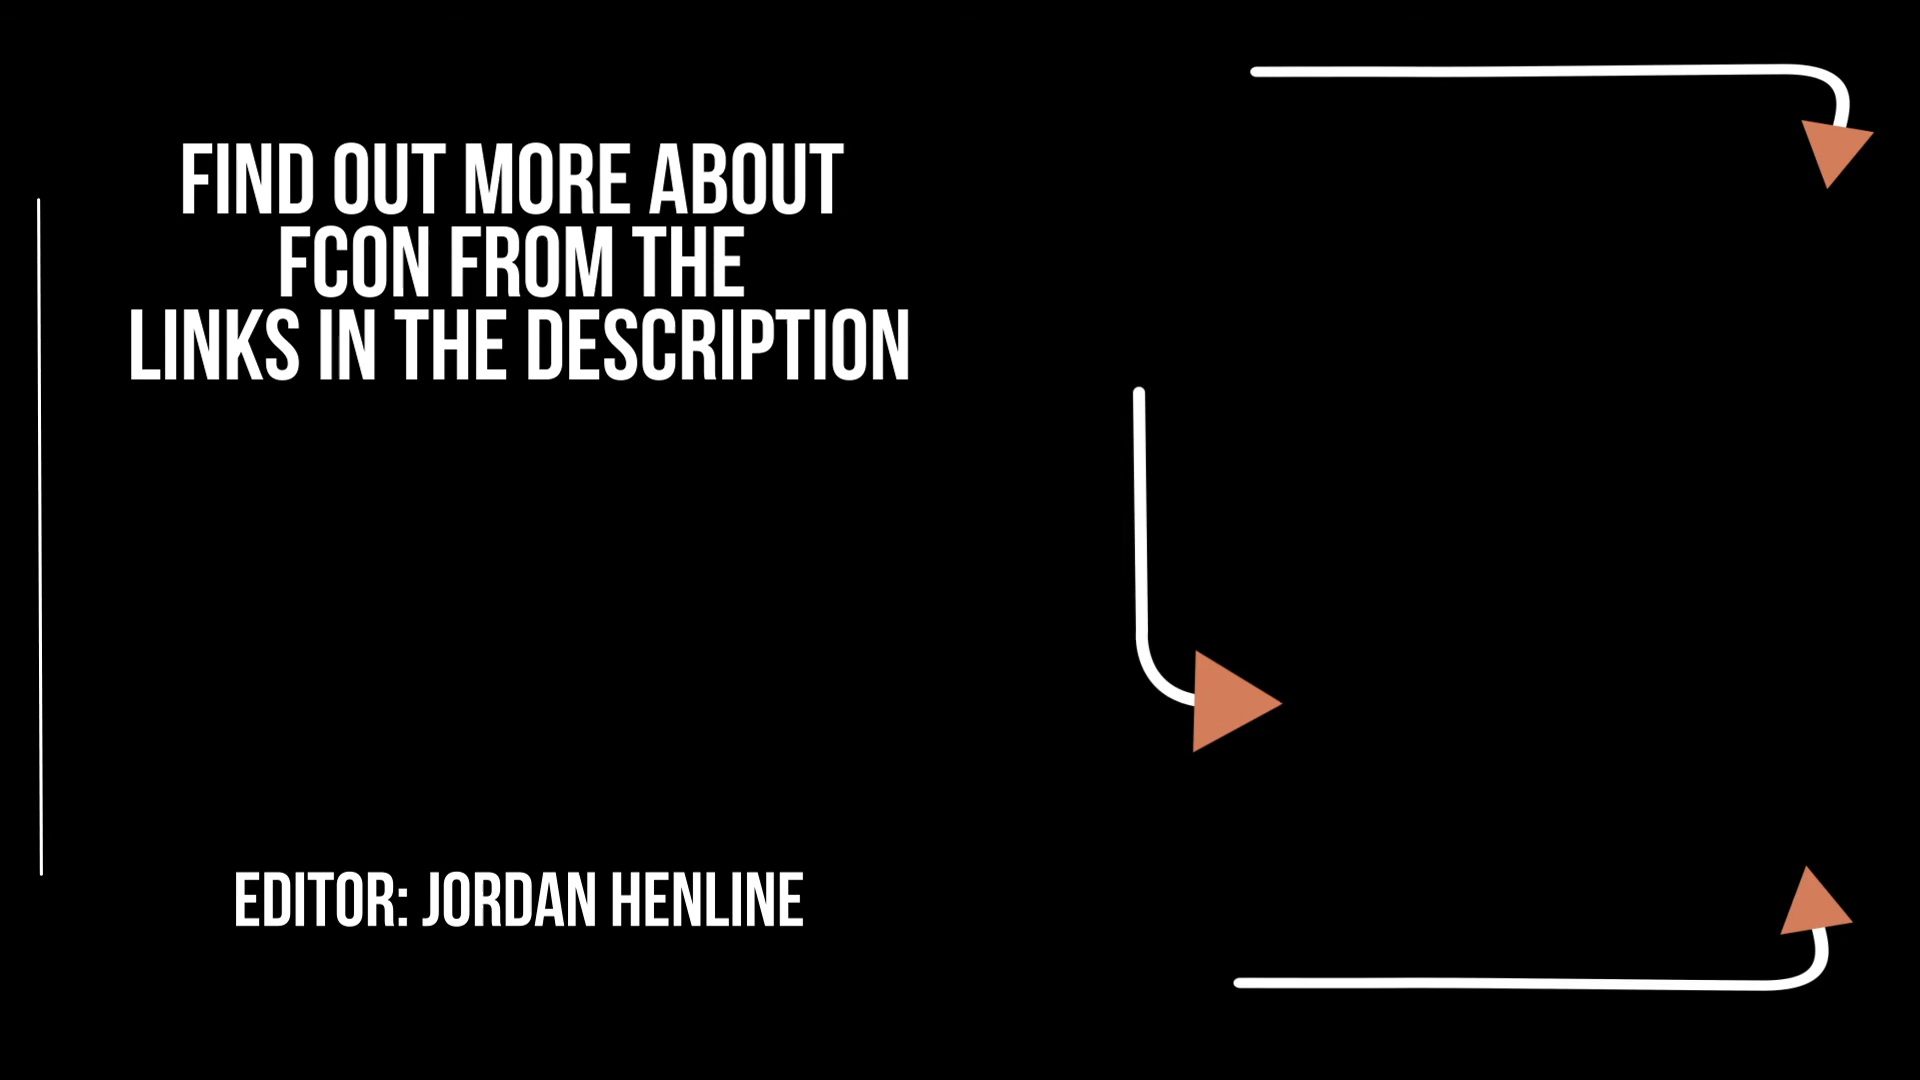 FIND OUT MORE ABOUT
FCON FROM THE
LINKS IN THE DESCRIPTION
EDITOR: JORDAN HENLINE